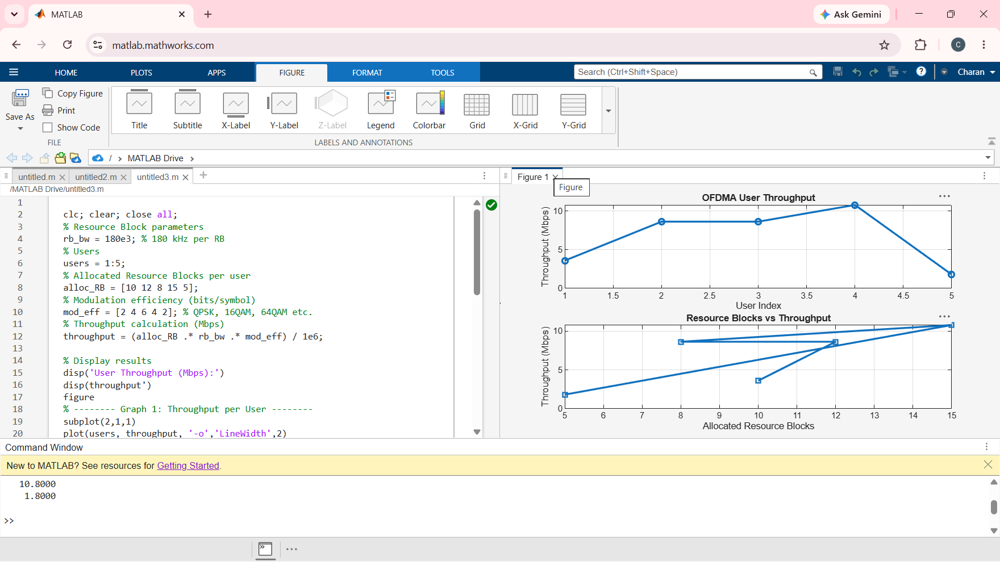 MATLAB
Ask Gemini
matlab.mathworks.com
C
HOME
PLOTS
APPS
FIGURE
FORMAT
TOOLS
Search (Ctrl+Shift+Space)
Charan
Save As
Copy Figure
Print
Show Code
FILE
Title
Subtitle
X-Label
Y-Label
Z-Label
Legend
Colorbar
Grid
X-Grid
Y-Grid
LABELS AND ANNOTATIONS
/ › MATLAB Drive ›
untitled.m
untitled2.m
untitled3.m
/MATLAB Drive/untitled3.m
1
2 clc; clear; close all;
3 % Resource Block parameters
4 rb_bw = 180e3; % 180 kHz per RB
5 % Users
6 users = 1:5;
7 % Allocated Resource Blocks per user
8 alloc_RB = [10 12 8 15 5];
9 % Modulation efficiency (bits/symbol)
10 mod_eff = [2 4 6 4 2]; % QPSK, 16QAM, 64QAM etc.
11 % Throughput calculation (Mbps)
12 throughput = (alloc_RB .* rb_bw .* mod_eff) / 1e6;
13
14 % Display results
15 disp('User Throughput (Mbps):')
16 disp(throughput')
17 figure
18 % -------- Graph 1: Throughput per User --------
19 subplot(2,1,1)
20 plot(users, throughput, '-o','LineWidth',2)
Figure 1
Figure
OFDMA User Throughput
Throughput (Mbps)
10
5
0
1 1.5 2 2.5 3 3.5 4 4.5 5
User Index
Resource Blocks vs Throughput
Throughput (Mbps)
10
5
0
5 6 7 8 9 10 11 12 13 14 15
Allocated Resource Blocks
Command Window
New to MATLAB? See resources for Getting Started.
10.8000
1.8000
>>